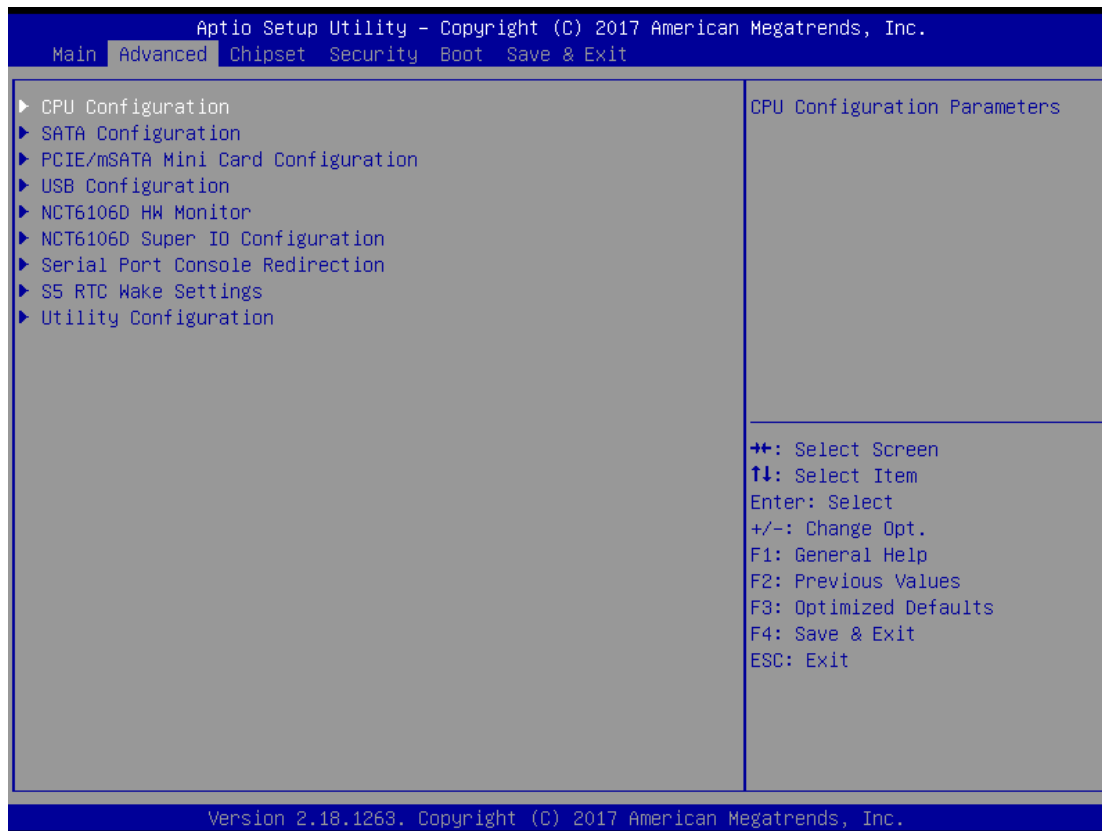 Aptio Setup Utility – Copyright (C) 2017 American Megatrends, Inc.
Main Advanced Chipset Security Boot Save & Exit
▶ CPU Configuration
▶ SATA Configuration
▶ PCIE/mSATA Mini Card Configuration
▶ USB Configuration
▶ NCT6106D HW Monitor
▶ NCT6106D Super IO Configuration
▶ Serial Port Console Redirection
▶ S5 RTC Wake Settings
▶ Utility Configuration
CPU Configuration Parameters
→←: Select Screen
↑↓: Select Item
Enter: Select
+/-: Change Opt.
F1: General Help
F2: Previous Values
F3: Optimized Defaults
F4: Save & Exit
ESC: Exit
Version 2.18.1263. Copyright (C) 2017 American Megatrends, Inc.